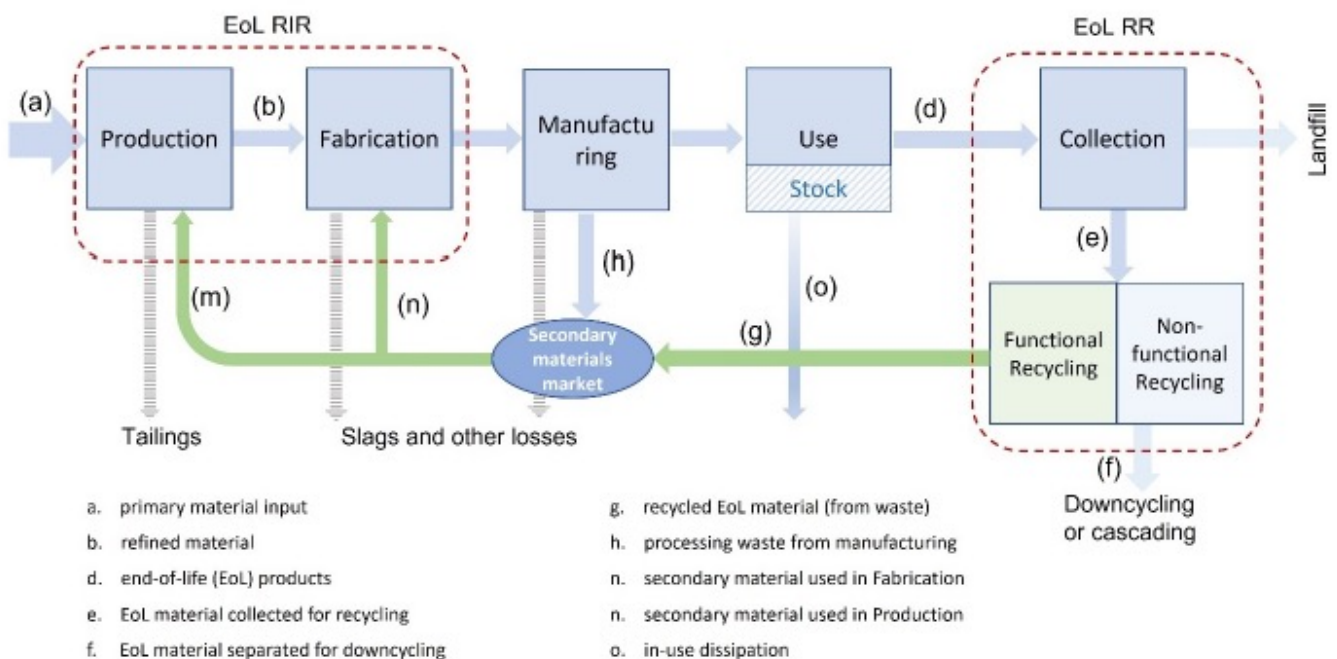 EoL RIR
EoL RR
(a)
Production
(b)
Fabrication
Manufactu
ring
Use
Stock
(d)
Collection
Landfill
(e)
(h)
(m)
(n)
(o)
(g)
Secondary
materials
market
Functional
Recycling
Non-
functional
Recycling
Tailings
Slags and other losses
(f)
Downcycling
or cascading
a. primary material input
b. refined material
d. end-of-life (EoL) products
e. EoL material collected for recycling
f. EoL material separated for downcycling
g. recycled EoL material (from waste)
h. processing waste from manufacturing
n. secondary material used in Fabrication
n. secondary material used in Production
o. in-use dissipation